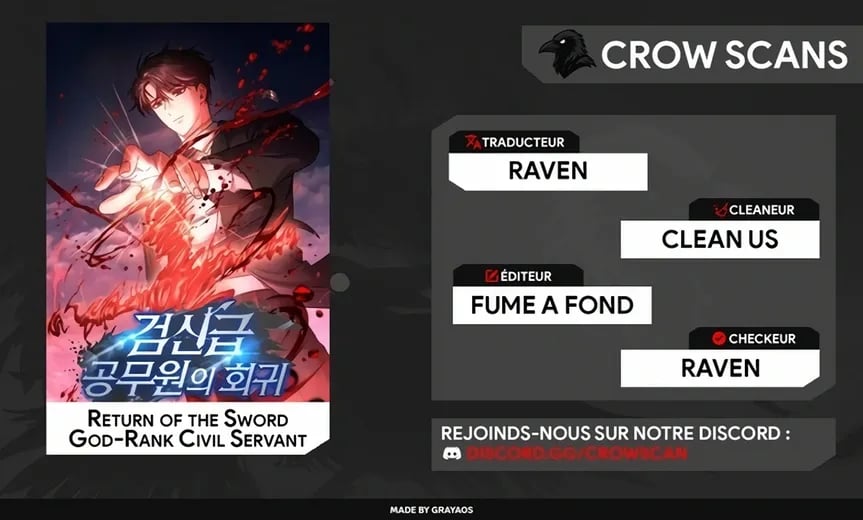 CROW SCANS
TRADUCTEUR
RAVEN
CLEANEUR
CLEAN US
ÉDITEUR
FUME A FOND
CHECKEUR
RAVEN
검신급
공무원의 회귀
RETURN OF THE SWORD
GOD-RANK CIVIL SERVANT
REJOINDS-NOUS SUR NOTRE DISCORD :
DISCORD.GG/CROWSCAN
MADE BY GRAYAOS